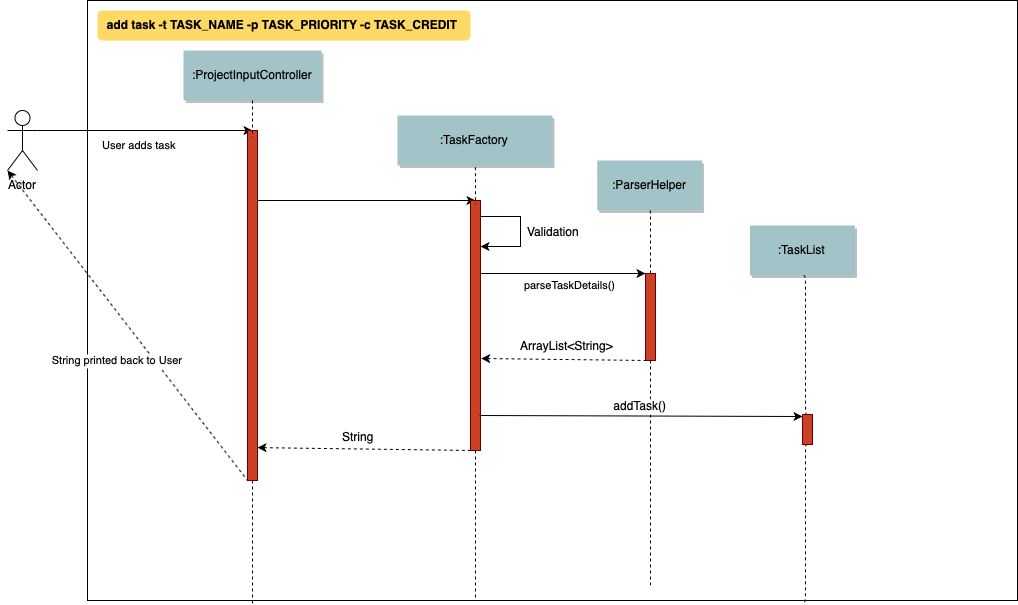 add task -t TASK_NAME -p TASK_PRIORITY -c TASK_CREDIT
:ProjectInputController
:TaskFactory
:ParserHelper
:TaskList
Actor
User adds task
Validation
parseTaskDetails()
ArrayList<String>
String printed back to User
addTask()
String